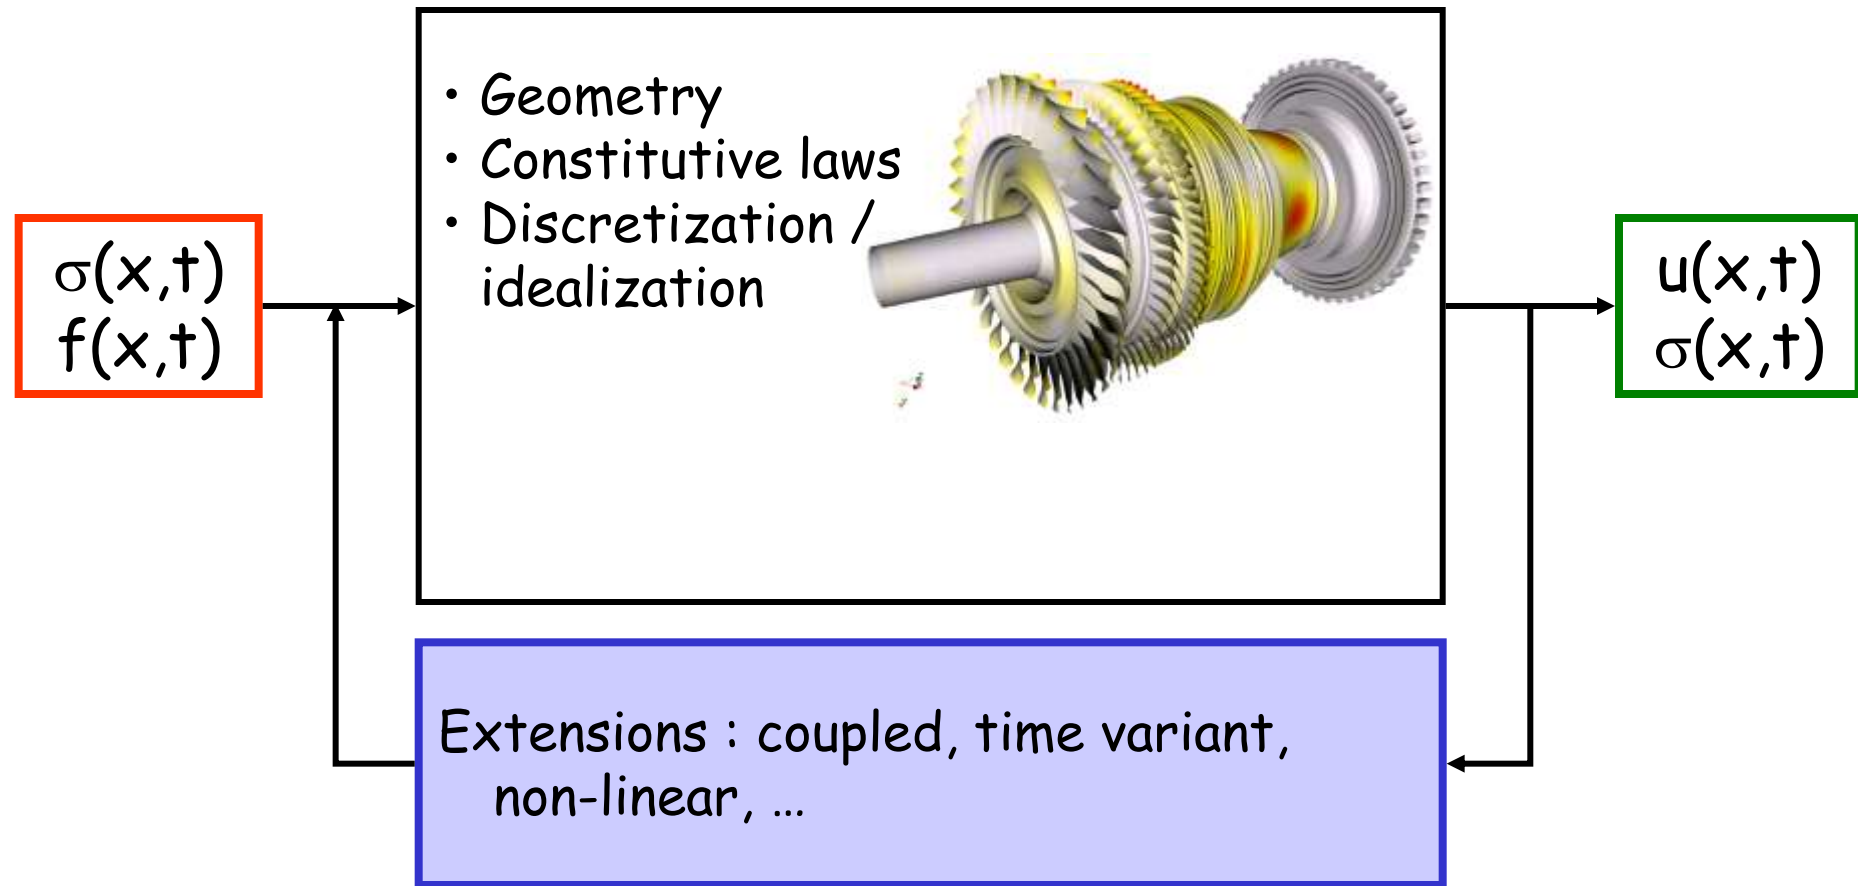 • Geometry
• Constitutive laws
• Discretization /
idealization
σ(x,t)
f(x,t)
u(x,t)
σ(x,t)
Extensions : coupled, time variant,
non-linear, ...